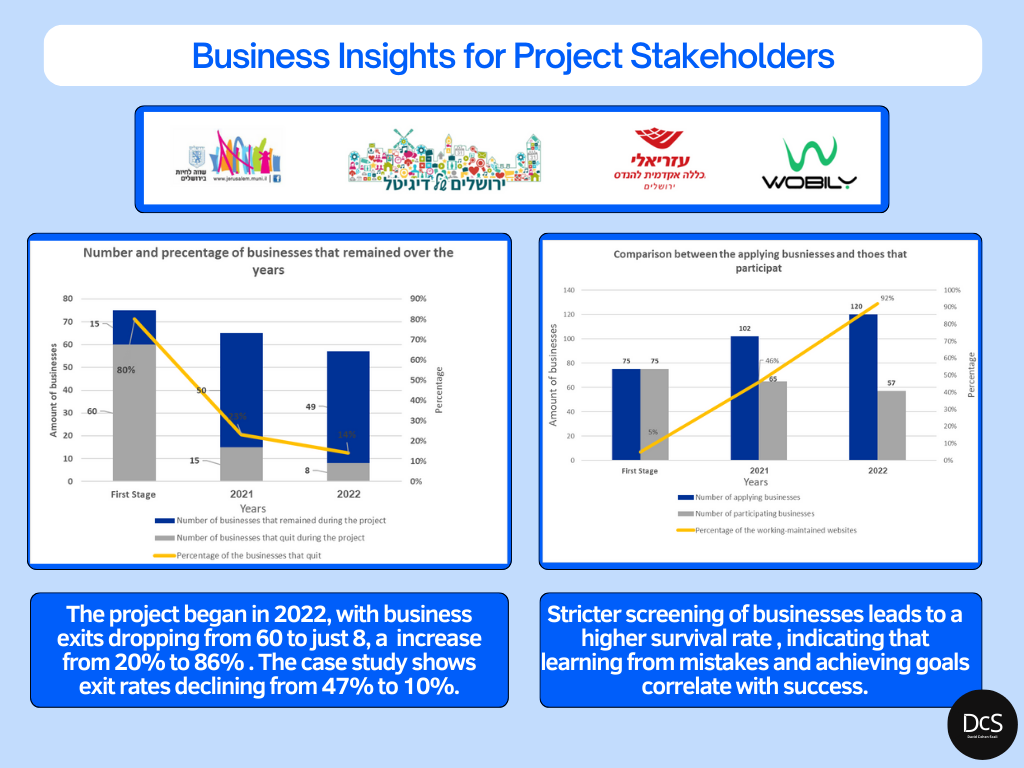 Business Insights for Project Stakeholders
שווה לחיות
בירושלים
www.jerusalem.muni.il
ירושלים של דיגיטל
עזריאלי
מכללה אקדמית להנדסה
ירושלים
WOBILY
Number and precentage of businesses that remained over the
years
80
70
60
50
40
30
20
10
0
Amount of businesses
90%
80%
70%
60%
50%
40%
30%
20%
10%
0%
Percentage
15
80%
60
50
23%
15
49
14%
8
First Stage
2021
2022
Years
Number of businesses that remained during the project
Number of businesses that quit during the project
Percentage of the businesses that quit
Comparison between the applying busniesses and thoes that
participat
140
120
100
80
60
40
20
0
Amount of businesses
100%
90%
80%
70%
60%
50%
40%
30%
20%
10%
0%
Percentage
75
75
5%
102
46%
65
120
92%
57
First Stage
2021
2022
Years
Number of applying businesses
Number of participating businesses
Percentage of the working-maintained websites
The project began in 2022, with business
exits dropping from 60 to just 8, a increase
from 20% to 86% . The case study shows
exit rates declining from 47% to 10%.
Stricter screening of businesses leads to a
higher survival rate , indicating that
learning from mistakes and achieving goals
correlate with success.
DcS
David Cohen Sasil